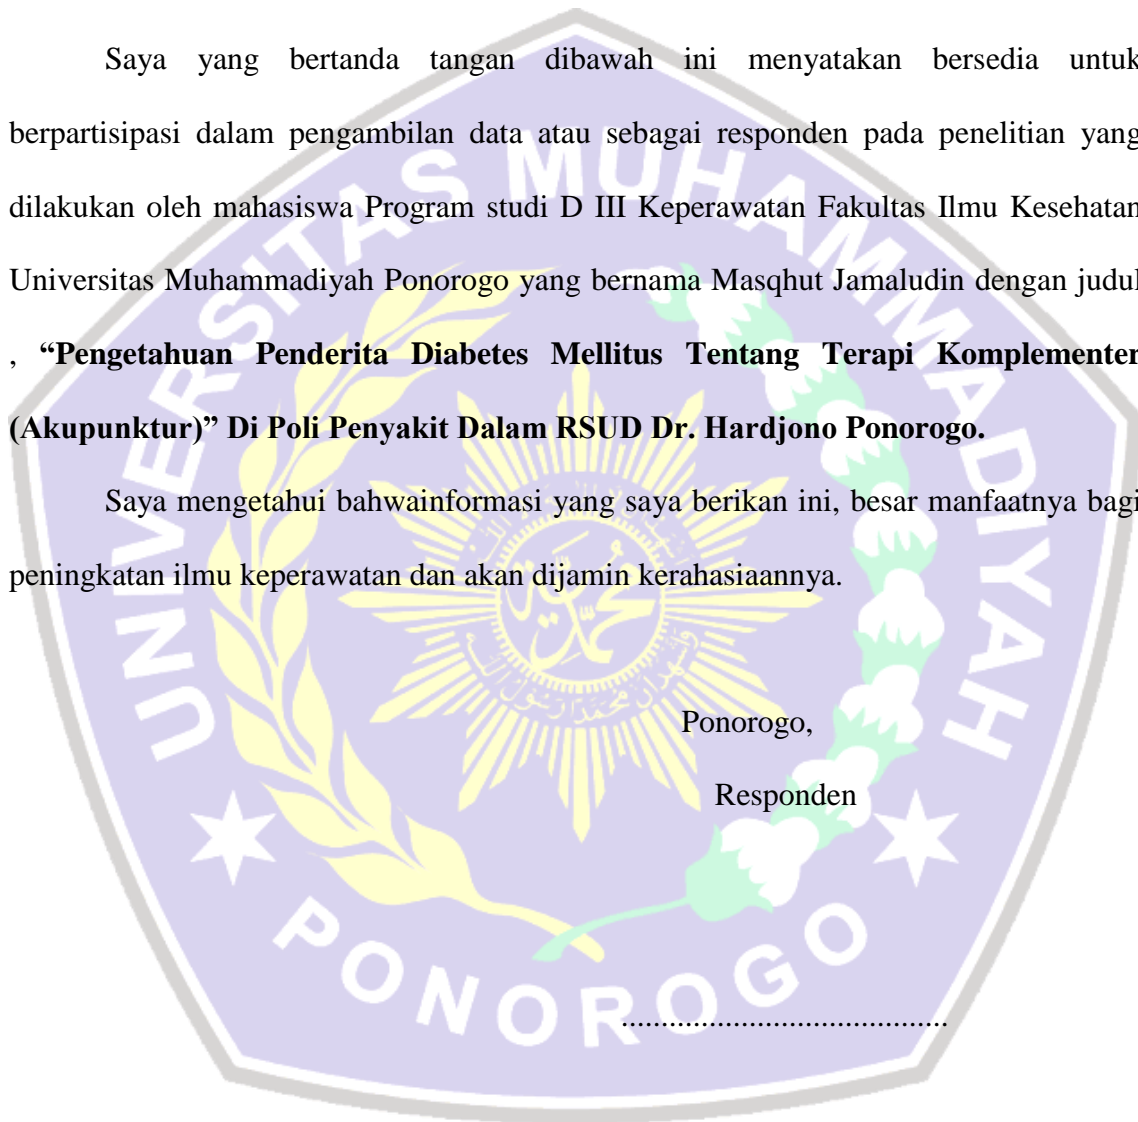 Saya yang bertanda tangan dibawah ini menyatakan bersedia untuk
berpartisipasi dalam pengambilan data atau sebagai responden pada penelitian yang
dilakukan oleh mahasiswa Program studi D III Keperawatan Fakultas Ilmu Kesehatan
Universitas Muhammadiyah Ponorogo yang bernama Masqhut Jamaludin dengan judul
, “Pengetahuan Penderita Diabetes Mellitus Tentang Terapi Komplementer
(Akupunktur)” Di Poli Penyakit Dalam RSUD Dr. Hardjono Ponorogo.
Saya mengetahui bahwainformasi yang saya berikan ini, besar manfaatnya bagi
peningkatan ilmu keperawatan dan akan dijamin kerahasiaannya.
Ponorogo,
Responden
.........................................
UNIVERSITAS MUHAMMADIYAH
PONOROGO
محمدية